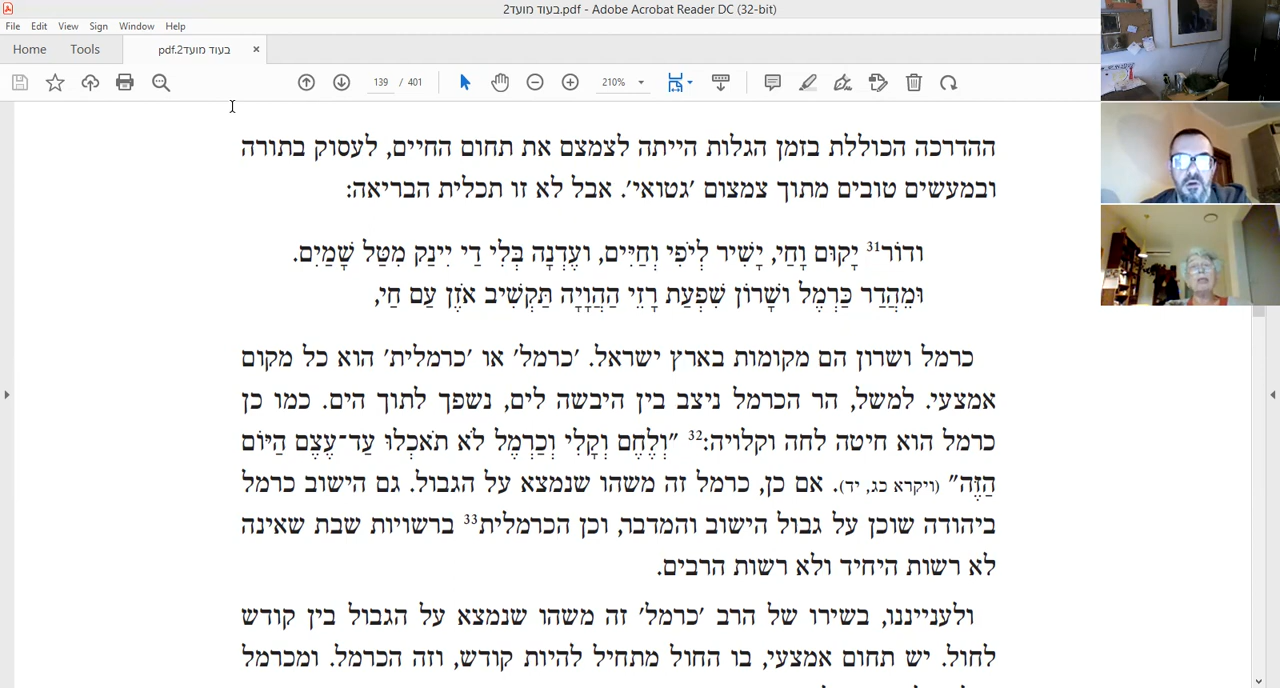 בעוד מועד2.pdf - Adobe Acrobat Reader DC (32-bit)
File Edit View Sign Window Help
Home Tools בעוד מועד2.pdf ×
139 / 401 210%
ההדרכה הכוללת בזמן הגלות הייתה לצמצם את תחום החיים, לעסוק בתורה
ובמעשים טובים מתוך צמצום 'גטואי'. אבל לא זו תכלית הבריאה:
ודוֹר31 יָקוּם וָחַי, יָשִׁיר לְיֹפִי וְחַיִּים, ועֶדְנָה בְּלִי דַי יִינַק מִטַּל שָׁמַיִם.
וּמֵהֲדַר כַּרְמֶל ושָׁרוֹן שִׁפְעַת רָזֵי הַהֲוָיָה תַּקְשִׁיב אֹזֶן עַם חַי,
כרמל ושרון הם מקומות בארץ ישראל. 'כרמל' או 'כרמלית' הוא כל מקום
אמצעי. למשל, הר הכרמל ניצב בין היבשה לים, נשפך לתוך הים. כמו כן
כרמל הוא חיטה לחה וקלויה:32 "וְלֶחֶם וְקָלִי וְכַרְמֶל לֹא תֹאכְלוּ עַד־עֶצֶם הַיּוֹם
הַזֶּה" (ויקרא כג, יד). אם כן, כרמל זה משהו שנמצא על הגבול. גם הישוב כרמל
ביהודה שוכן על גבול הישוב והמדבר, וכן הכרמלית33 ברשויות שבת שאינה
לא רשות היחיד ולא רשות הרבים.
ולענייננו, בשירו של הרב 'כרמל' זה משהו שנמצא על הגבול בין קודש
לחול. יש תחום אמצעי, בו החול מתחיל להיות קודש, וזה הכרמל. ומכרמל